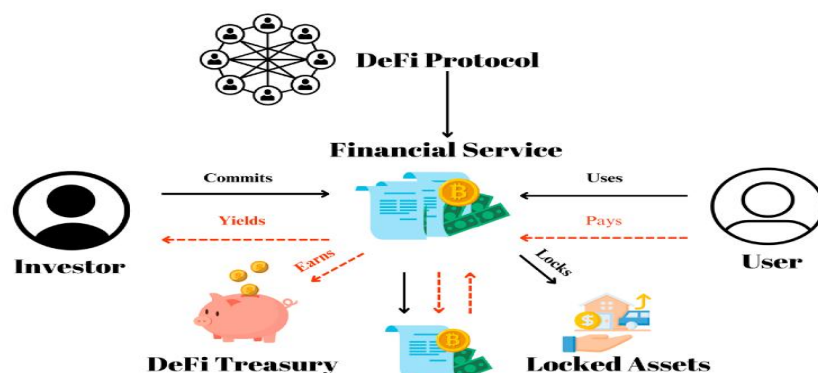 DeFi Protocol
Financial Service
Commits
Uses
Yields
Pays
Investor
User
Earns
Locks
DeFi Treasury
Locked Assets